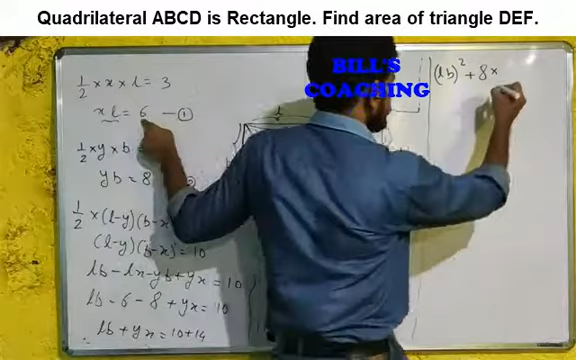 Quadrilateral ABCD is Rectangle. Find area of triangle DEF.
BILL'S
COACHING
1/2 × x × l = 3
xl = 6 — ①
1/2 × y × b =
yb = 8
1/2 × (l-y)(b-x)
(l-y)(b-x) = 10
lb - lx - yb + yx = 10
lb - 6 - 8 + yx = 10
lb + yx = 10+14
l
(lb)² + 8×